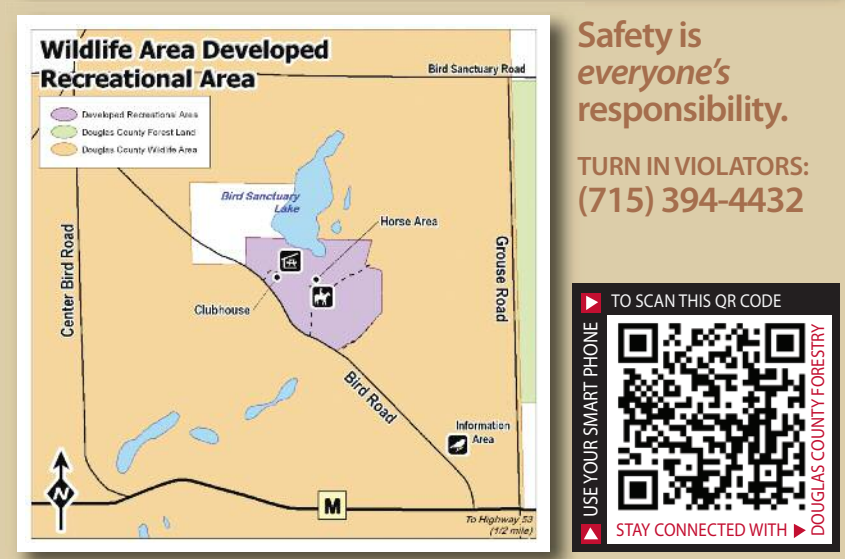 Wildlife Area Developed
Recreational Area
Bird Sanctuary Road
Developed Recreational Area
Douglas County Forest Land
Douglas County Wildlife Area
Bird Sanctuary
Lake
Horse Area
Center Bird Road
Grouse Road
Clubhouse
Bird Road
Information
Area
N
M
To Highway 53
(1/2 mile)
Safety is
everyone's
responsibility.
TURN IN VIOLATORS:
(715) 394-4432
USE YOUR SMART PHONE
TO SCAN THIS QR CODE
STAY CONNECTED WITH
DOUGLAS COUNTY FORESTRY